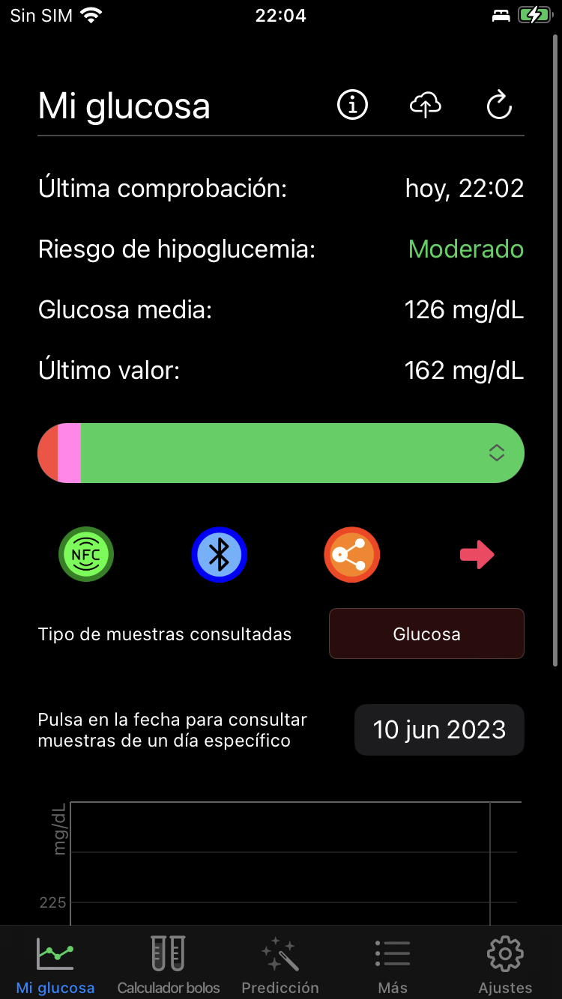 Sin SIM 22:04
Mi glucosa
Última comprobación: hoy, 22:02
Riesgo de hipoglucemia: Moderado
Glucosa media: 126 mg/dL
Último valor: 162 mg/dL
NFC
Tipo de muestras consultadas Glucosa
Pulsa en la fecha para consultar
muestras de un día específico
10 jun 2023
mg/dL
225
Mi glucosa Calculador bolos Predicción Más Ajustes